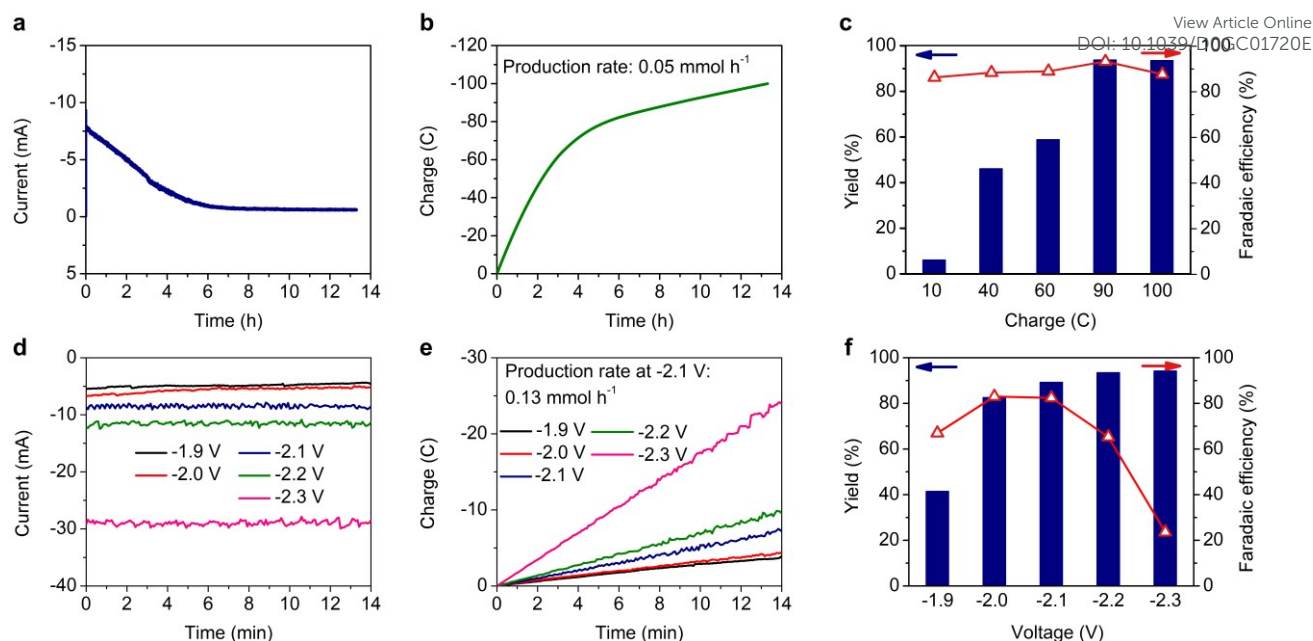 View Article Online
a
b
c
-15
-10
-5
0
5
Current (mA)
0 2 4 6 8 10 12 14
Time (h)
-120
-100
-80
-60
-40
-20
0
Charge (C)
Production rate: 0.05 mmol h⁻¹
0 2 4 6 8 10 12 14
Time (h)
100
80
60
40
20
0
Yield (%)
100
80
60
40
20
0
Faradaic efficiency (%)
10 40 60 90 100
Charge (C)
d
e
f
0
-10
-20
-30
-40
Current (mA)
-1.9 V
-2.0 V
-2.1 V
-2.2 V
-2.3 V
0 2 4 6 8 10 12 14
Time (min)
-30
-20
-10
0
Charge (C)
Production rate at -2.1 V:
0.13 mmol h⁻¹
-1.9 V
-2.0 V
-2.1 V
-2.2 V
-2.3 V
0 2 4 6 8 10 12 14
Time (min)
100
80
60
40
20
0
Yield (%)
100
80
60
40
20
0
Faradaic efficiency (%)
-1.9 -2.0 -2.1 -2.2 -2.3
Voltage (V)